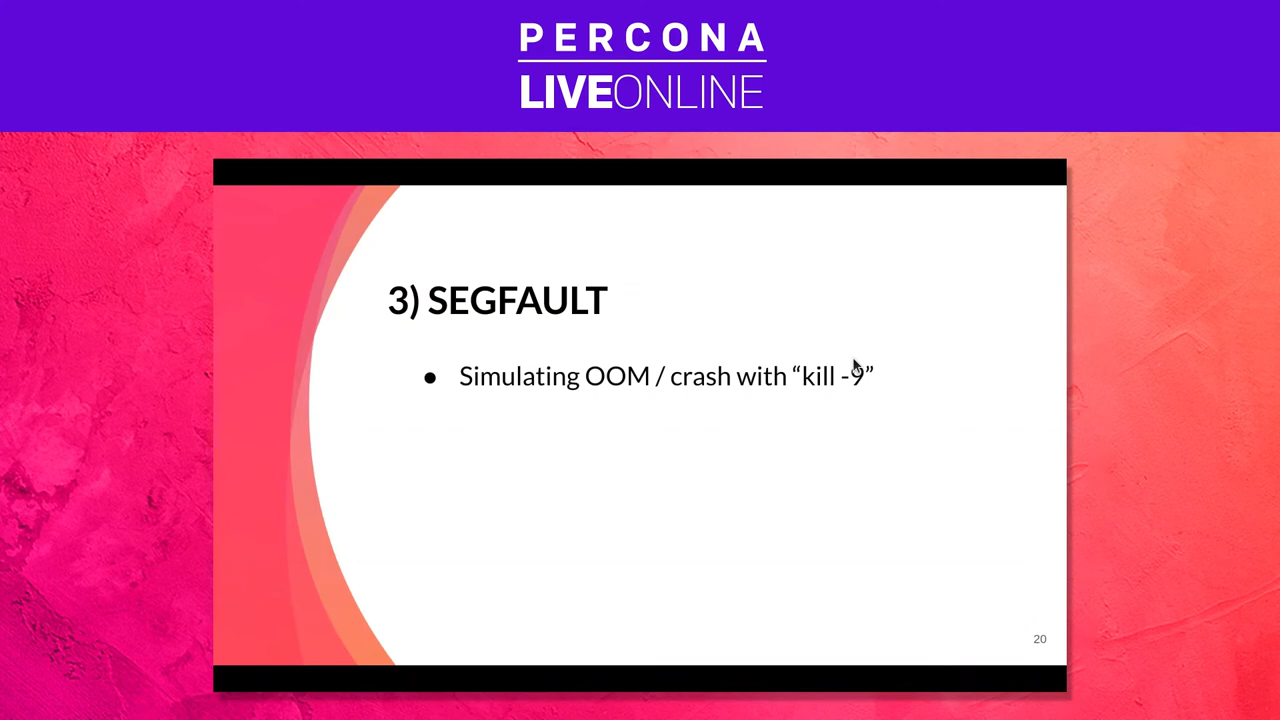 PERCONA
LIVEONLINE
3) SEGFAULT
● Simulating OOM / crash with “kill -9”
20